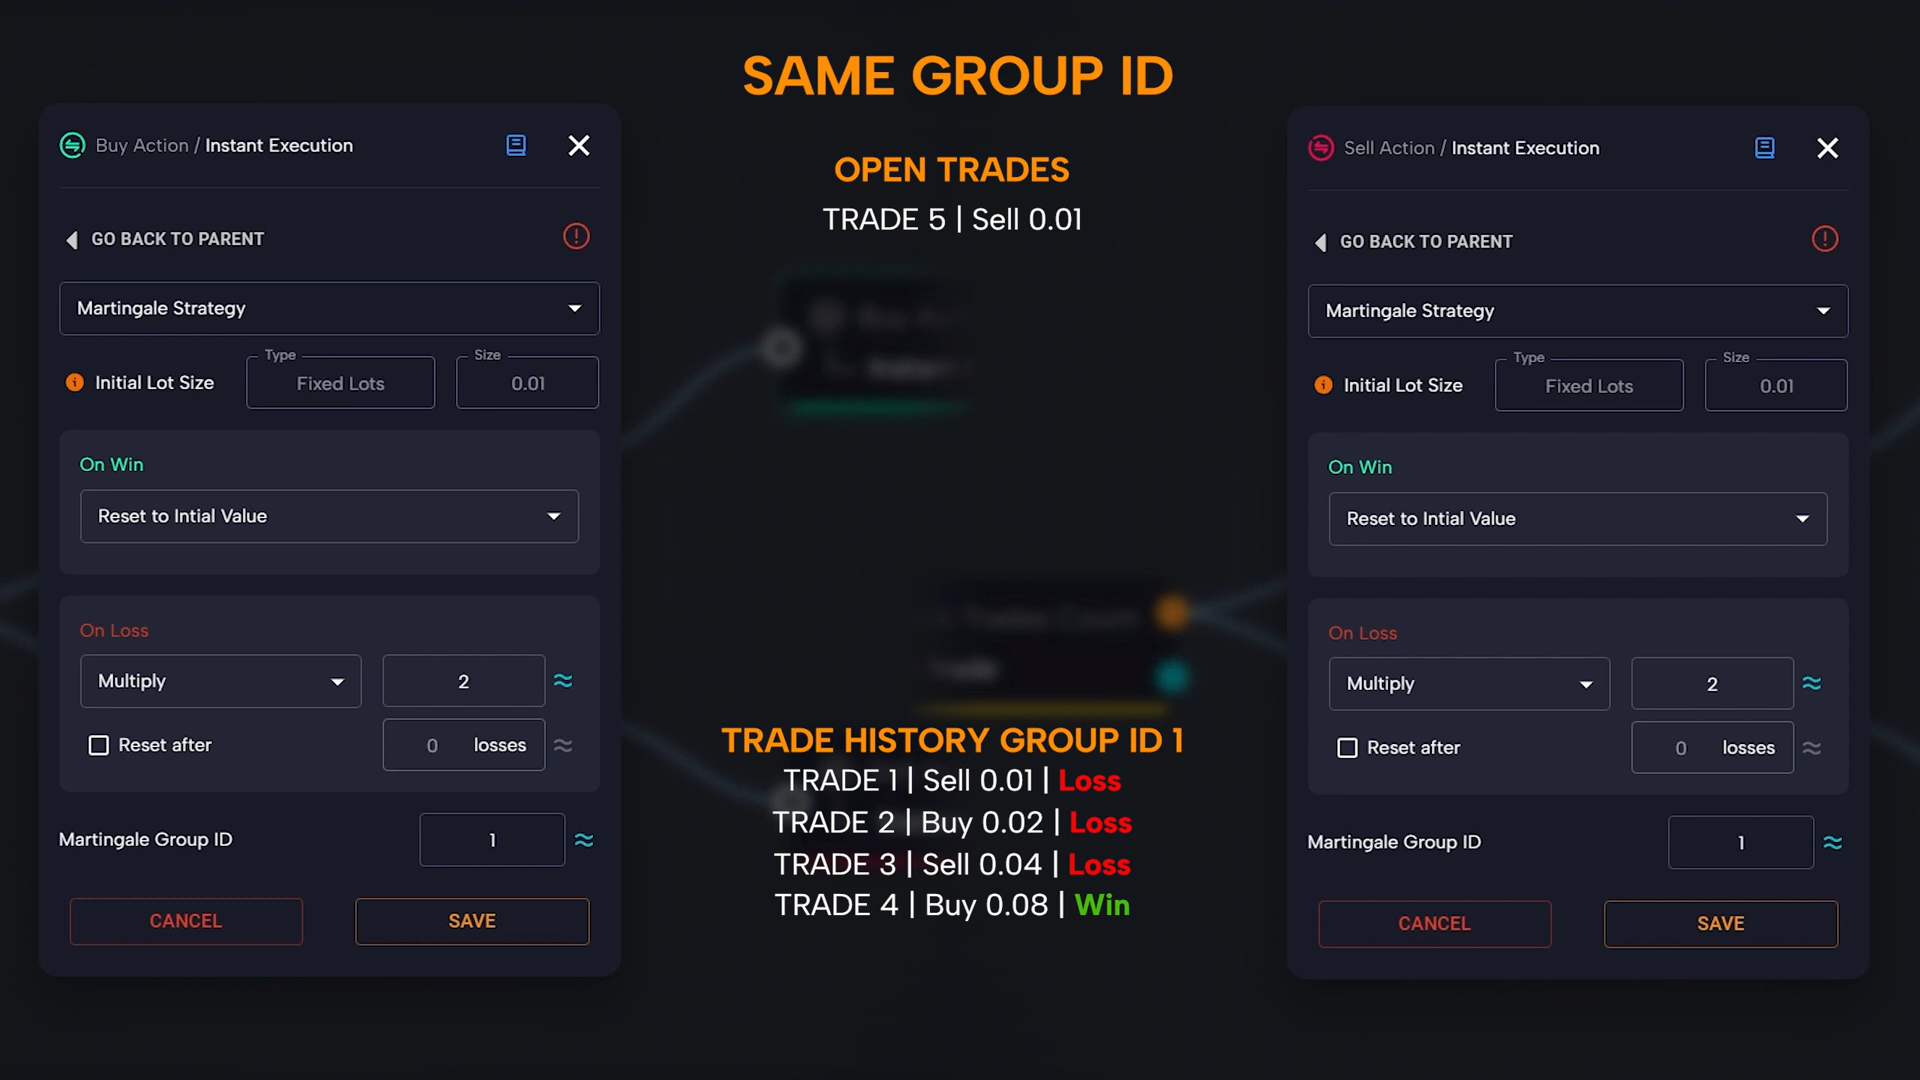 SAME GROUP ID
Buy Action / Instant Execution
GO BACK TO PARENT
Martingale Strategy
Initial Lot Size
Type
Fixed Lots
Size
0.01
On Win
Reset to Intial Value
On Loss
Multiply
2
Reset after
0 losses
Martingale Group ID
1
CANCEL
SAVE
OPEN TRADES
TRADE 5 | Sell 0.01
Trades Count
TRADE HISTORY GROUP ID 1
TRADE 1 | Sell 0.01 | Loss
TRADE 2 | Buy 0.02 | Loss
TRADE 3 | Sell 0.04 | Loss
TRADE 4 | Buy 0.08 | Win
Sell Action / Instant Execution
GO BACK TO PARENT
Martingale Strategy
Initial Lot Size
Type
Fixed Lots
Size
0.01
On Win
Reset to Intial Value
On Loss
Multiply
2
Reset after
0 losses
Martingale Group ID
1
CANCEL
SAVE